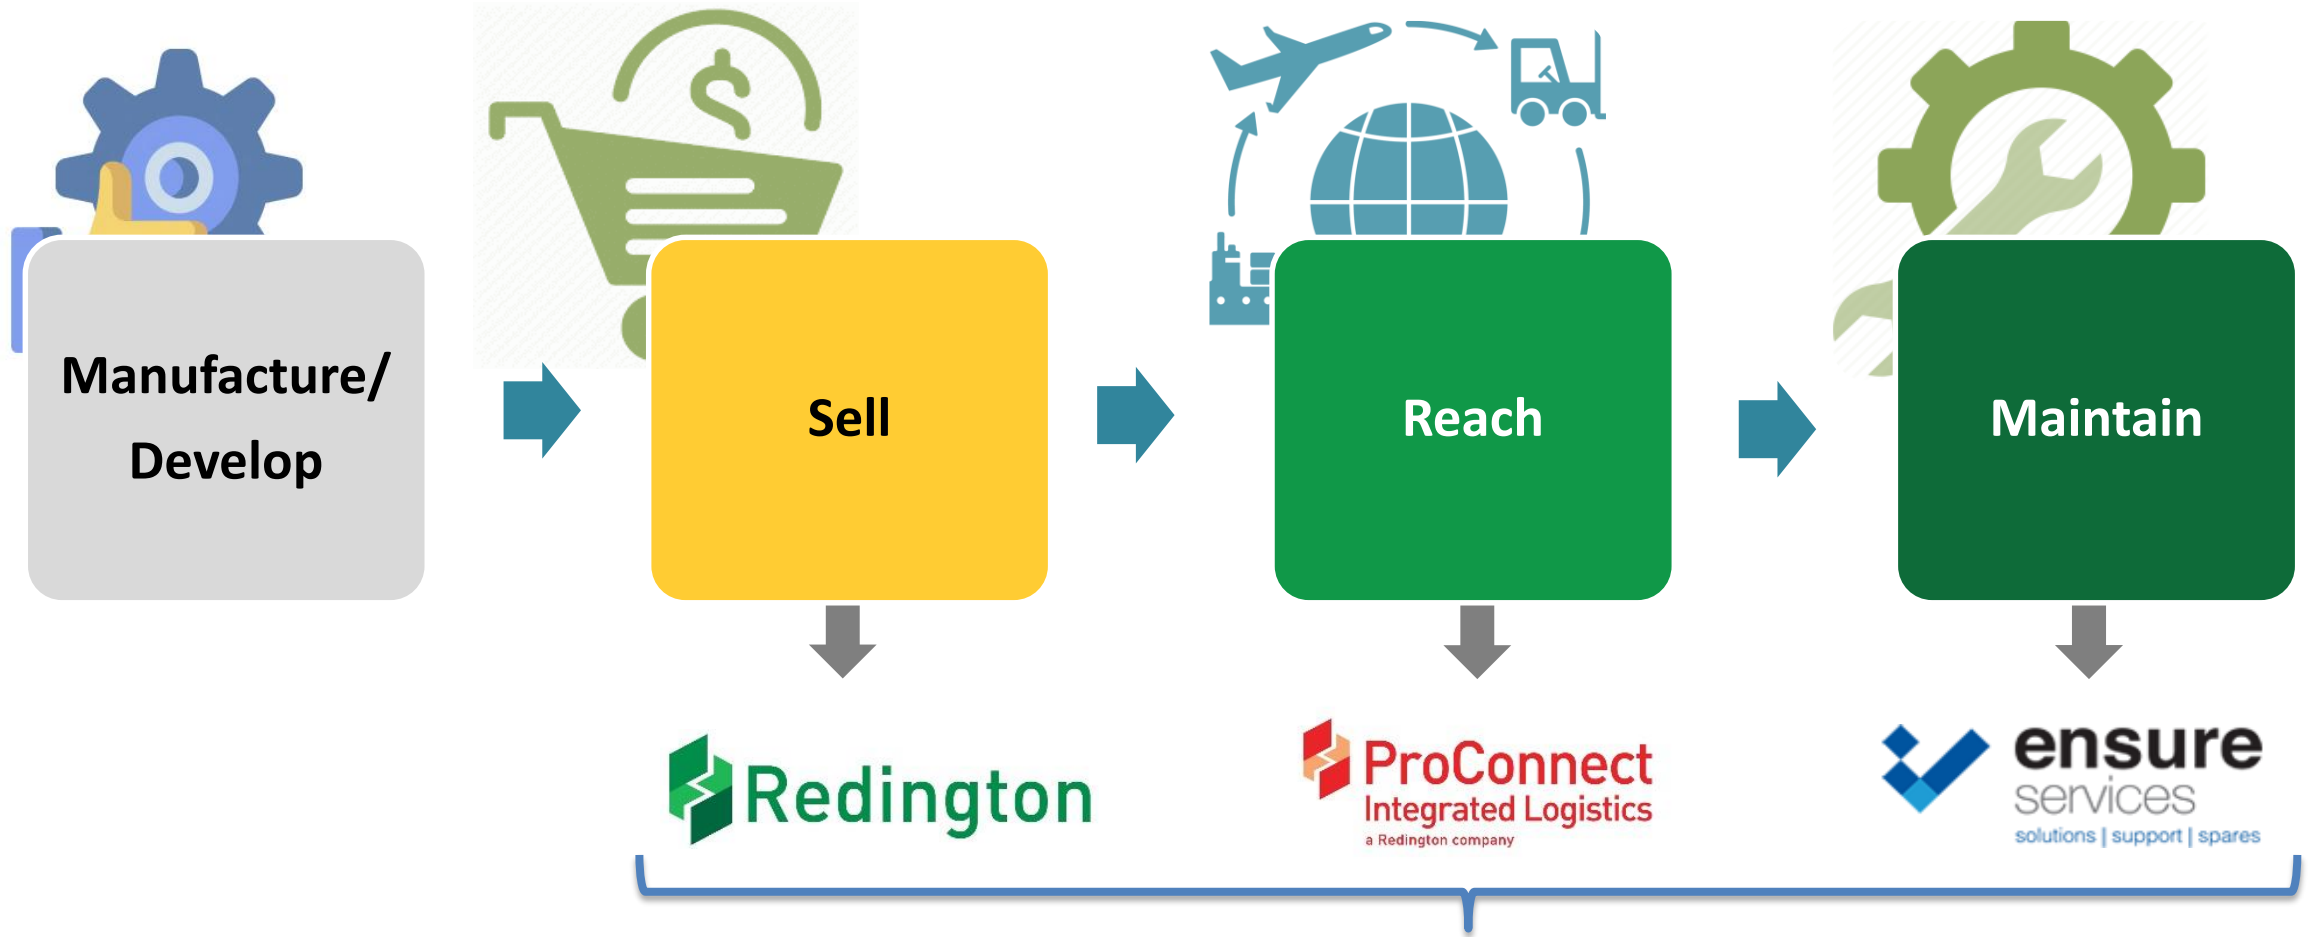 $
Manufacture/
Develop
Sell
Reach
Maintain
Redington
ProConnect
Integrated Logistics
a Redington company
ensure
services
solutions | support | spares